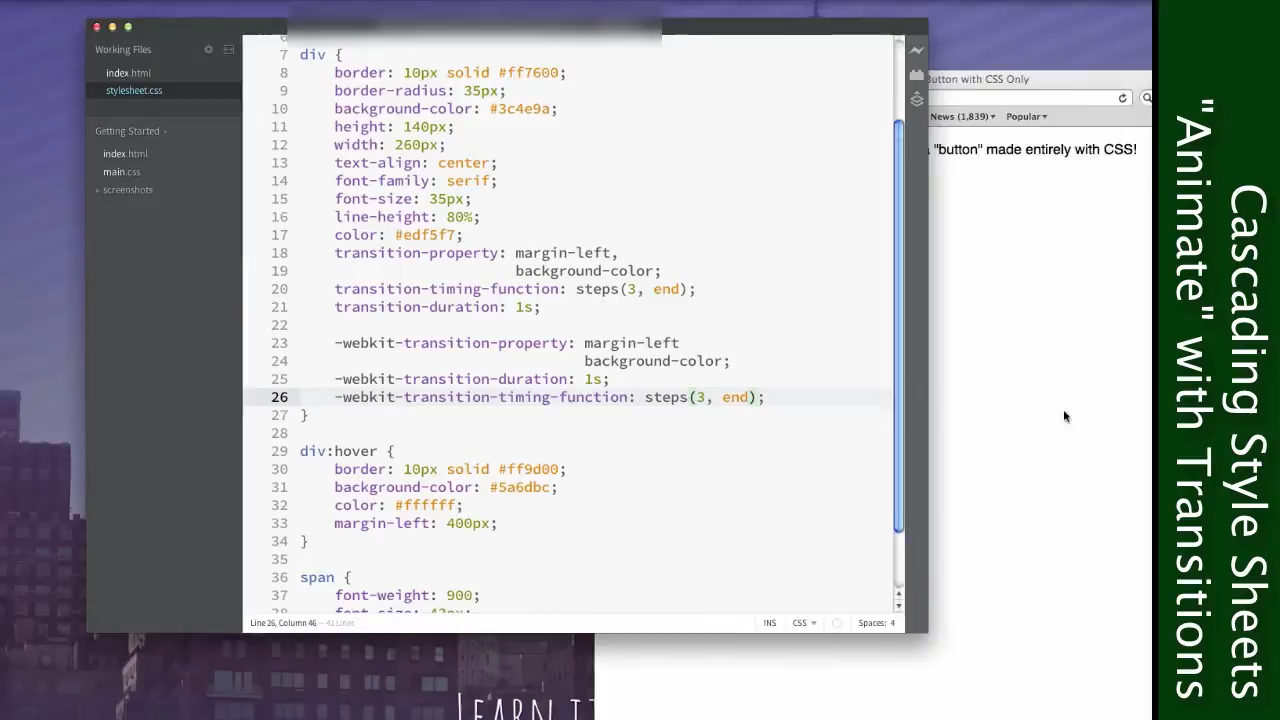 Working Files
index.html
stylesheet.css
Getting Started
index.html
main.css
screenshots
7 div {
8 border: 10px solid #ff7600;
9 border-radius: 35px;
10 background-color: #3c4e9a;
11 height: 140px;
12 width: 260px;
13 text-align: center;
14 font-family: serif;
15 font-size: 35px;
16 line-height: 80%;
17 color: #edf5f7;
18 transition-property: margin-left,
19 background-color;
20 transition-timing-function: steps(3, end);
21 transition-duration: 1s;
22
23 -webkit-transition-property: margin-left
24 background-color;
25 -webkit-transition-duration: 1s;
26 -webkit-transition-timing-function: steps(3, end);
27 }
28
29 div:hover {
30 border: 10px solid #ff9d00;
31 background-color: #5a6dbc;
32 color: #ffffff;
33 margin-left: 400px;
34 }
35
36 span {
37 font-weight: 900;
Line 26, Column 46 — 41 Lines
INS
CSS
Spaces: 4
Button with CSS Only
News (1,839)
Popular
"button" made entirely with CSS!
LEARN
Cascading Style Sheets
"Animate" with Transitions